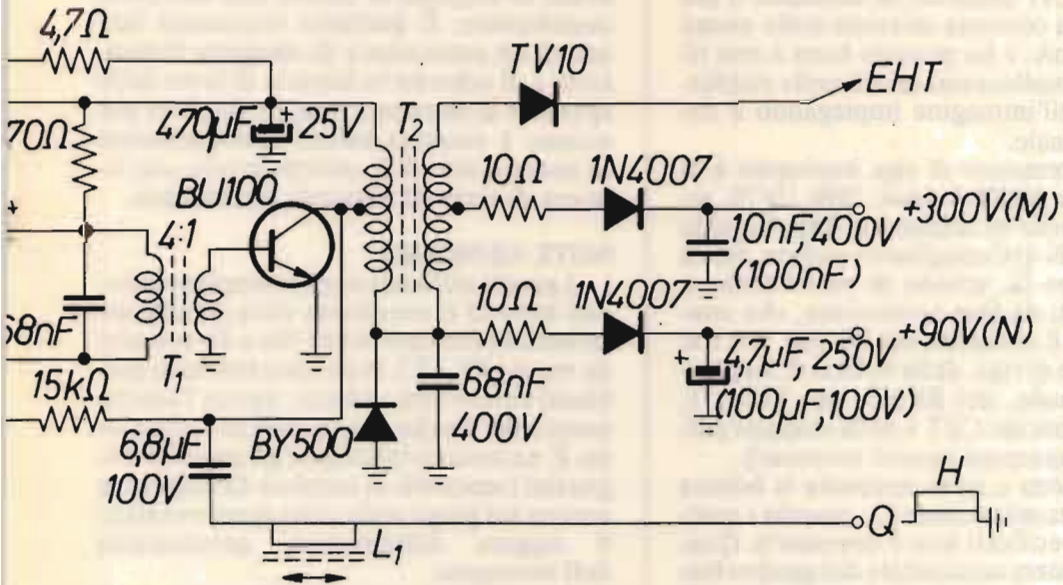 4,7Ω
TV10
EHT
70Ω
470µF
+
25V
T2
10Ω
1N4007
+300V(M)
BU100
10nF,400V
(100nF)
+
4:1
10Ω
1N4007
+90V(N)
68nF
T1
+
4,7µF,250V
(100µF,100V)
68nF
400V
15kΩ
6,8µF
100V
BY500
H
Q
L1